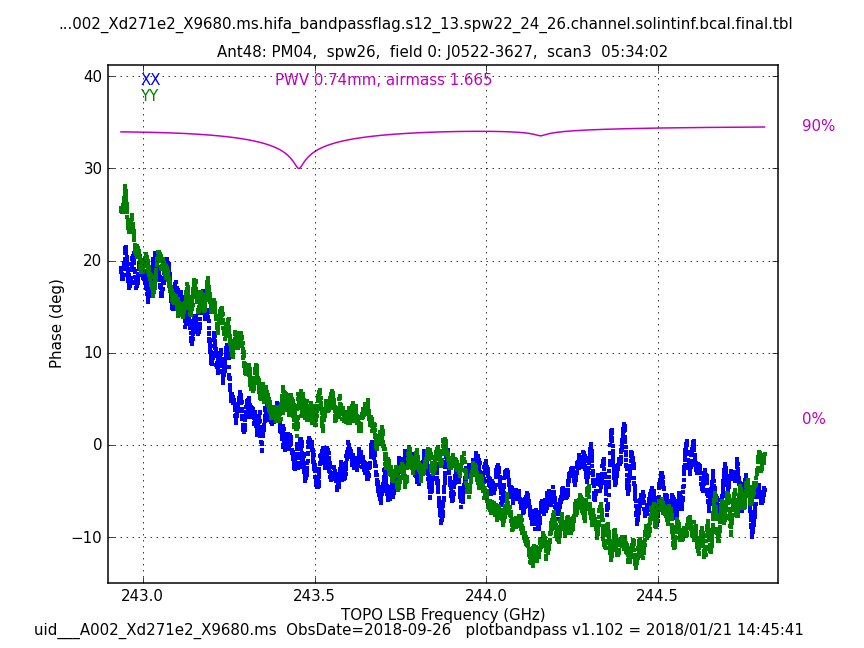 ...002_Xd271e2_X9680.ms.hifa_bandpassflag.s12_13.spw22_24_26.channel.solintinf.bcal.final.tbl
Ant48: PM04,  spw26,  field 0: J0522-3627,  scan3  05:34:02
XX
PWV 0.74mm, airmass 1.665
YY
40
30
20
10
0
−10
90%
0%
Phase (deg)
243.0
243.5
244.0
244.5
TOPO LSB Frequency (GHz)
uid___A002_Xd271e2_X9680.ms  ObsDate=2018-09-26   plotbandpass v1.102 = 2018/01/21 14:45:41